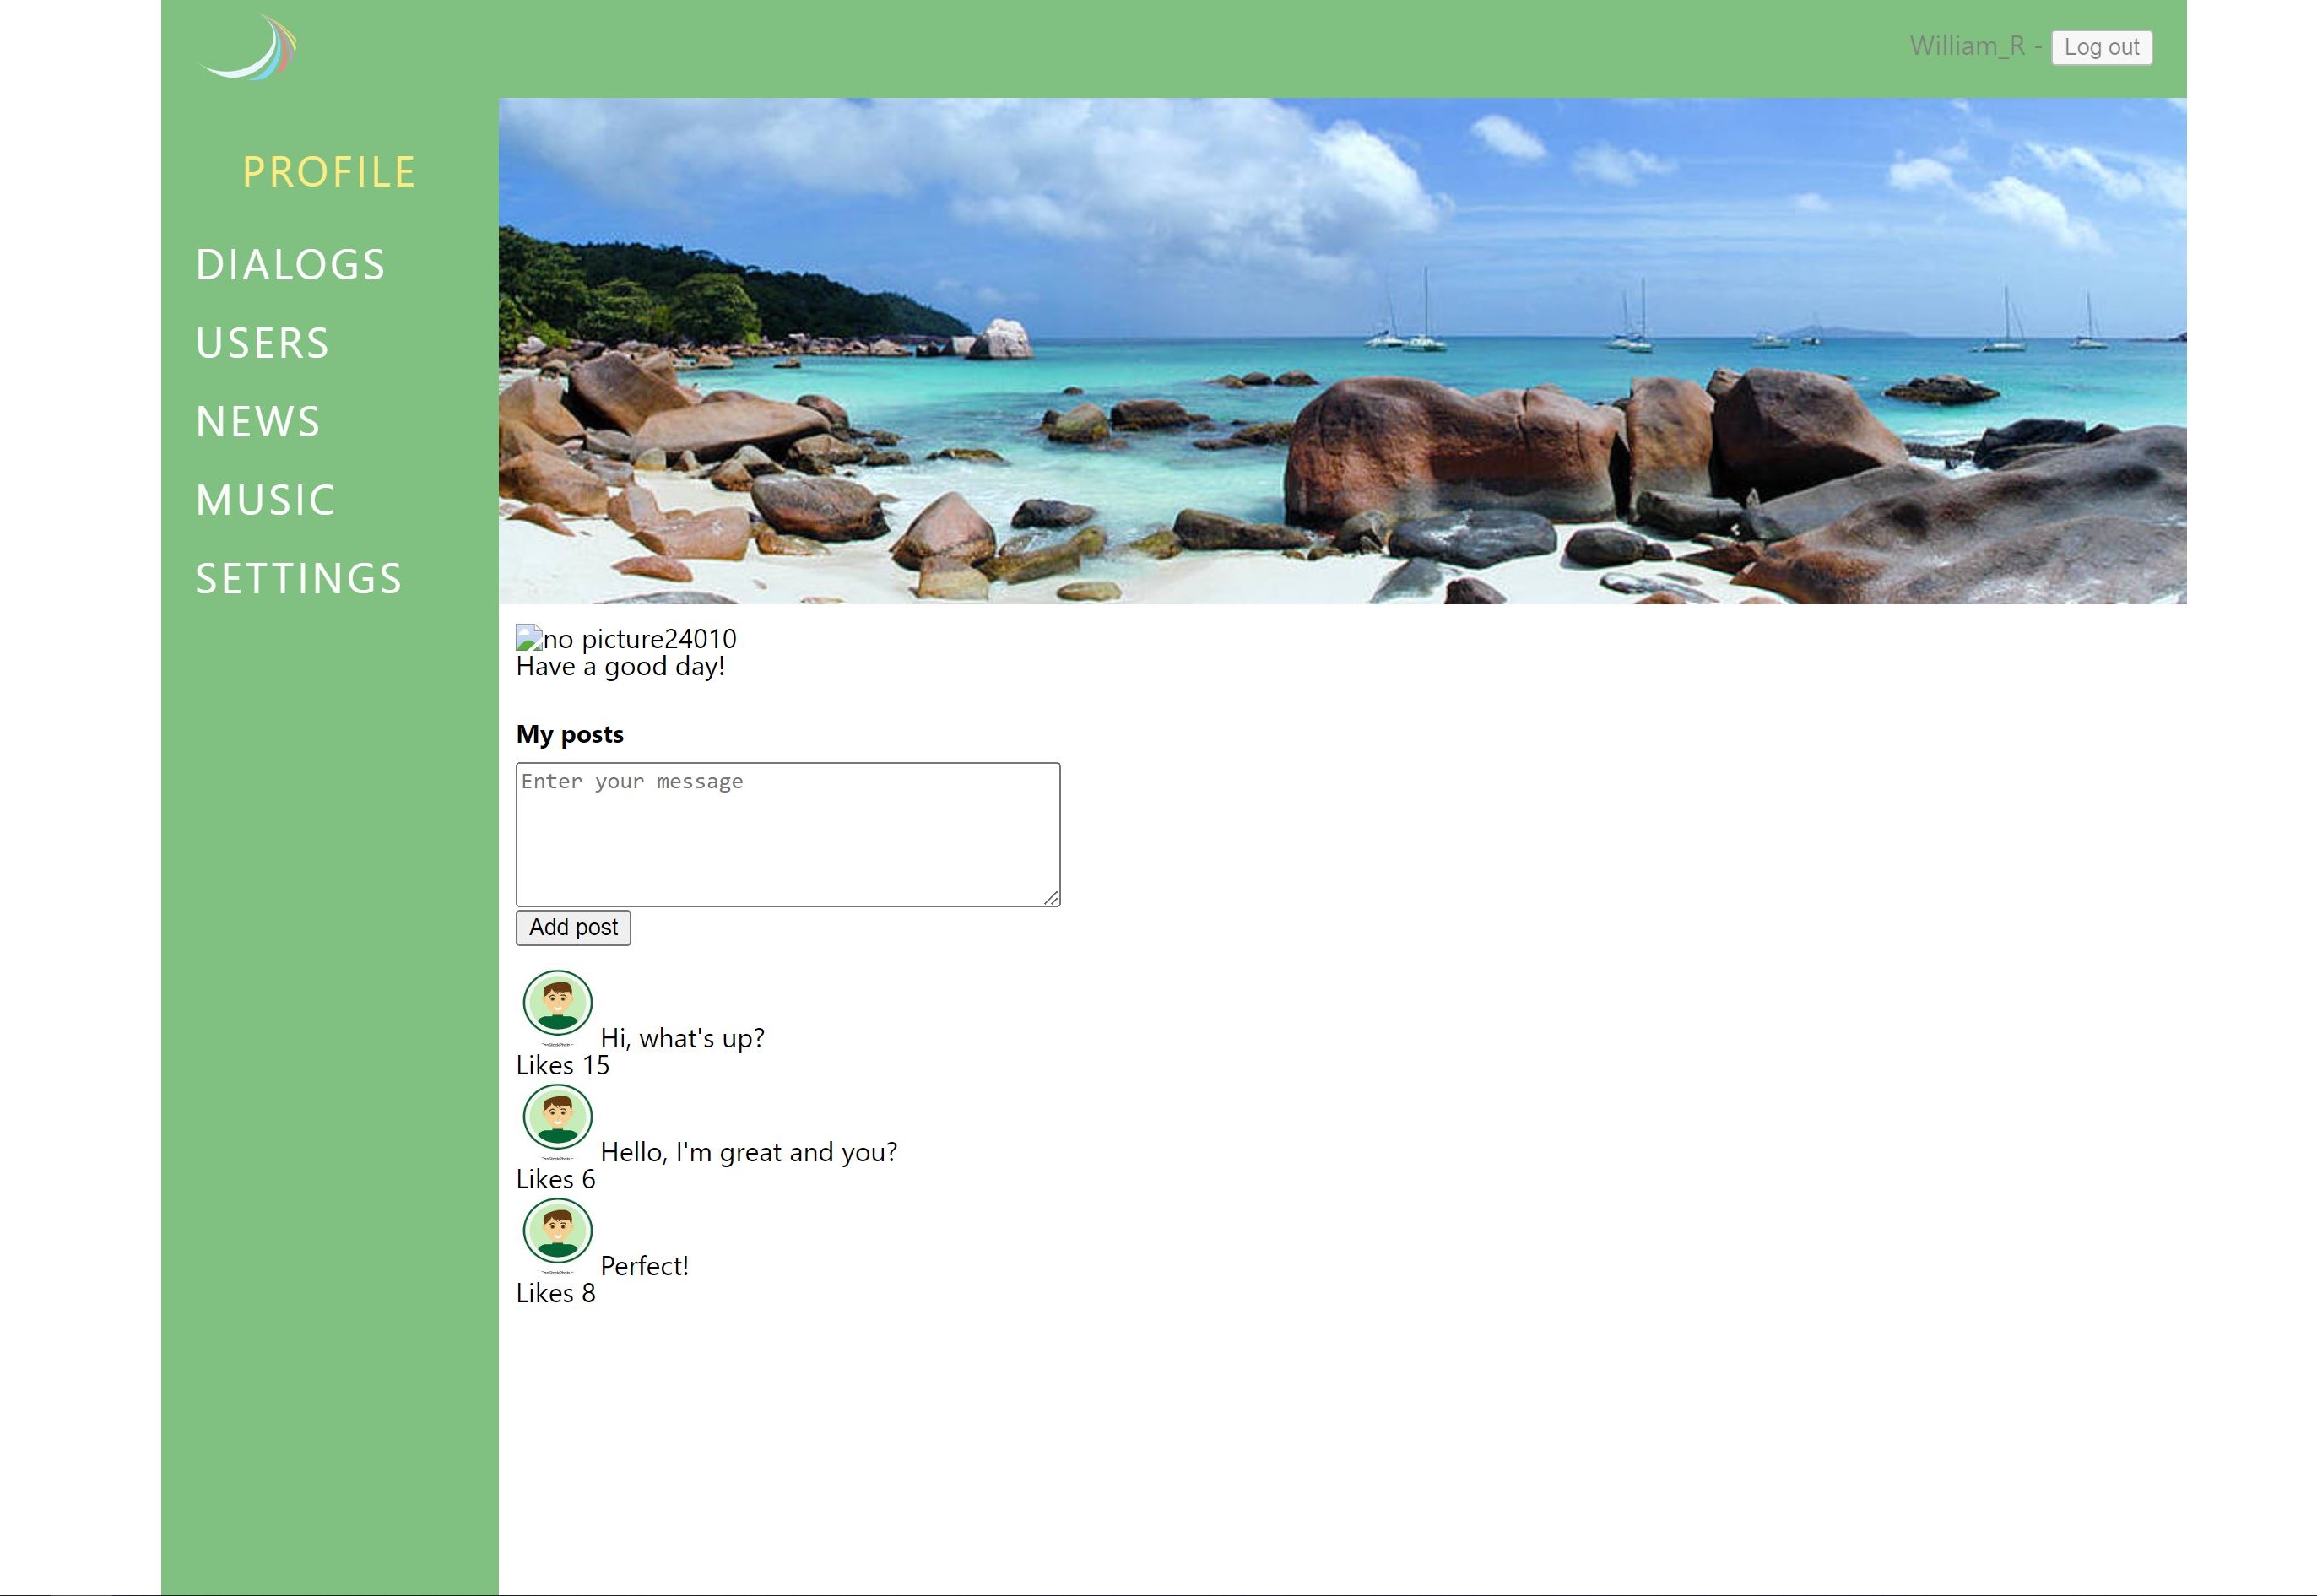 William_R - Log out
PROFILE
DIALOGS
USERS
NEWS
MUSIC
SETTINGS
no picture24010
Have a good day!
My posts
Enter your message
Add post
Hi, what's up?
Likes 15
Hello, I'm great and you?
Likes 6
Perfect!
Likes 8